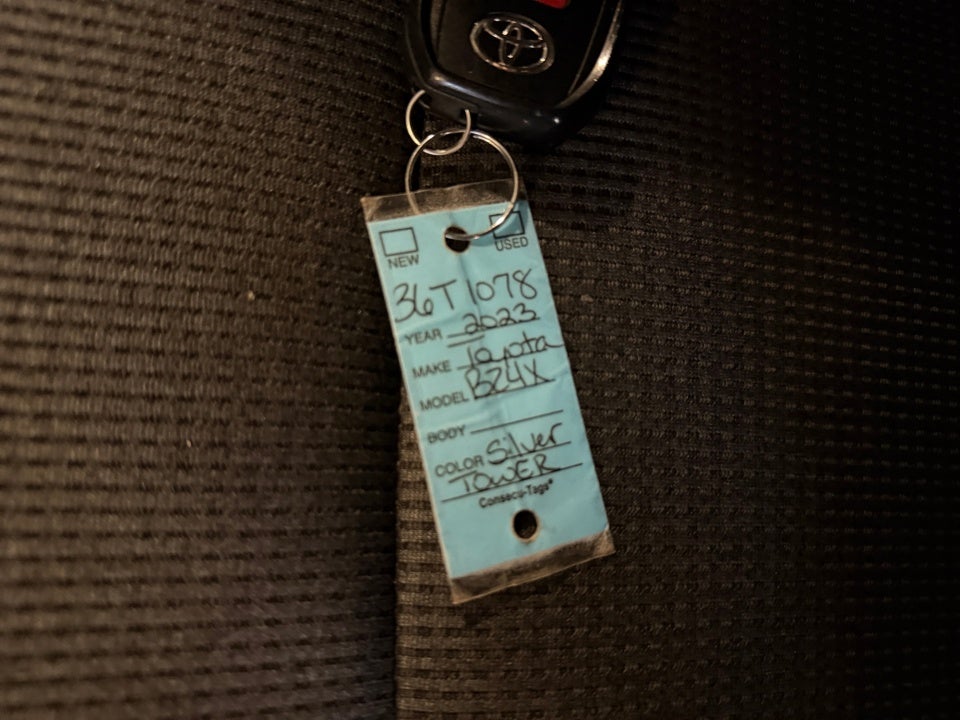 NEW USED
36T1078
YEAR 2023
MAKE Toyota
MODEL BZ4X
BODY
COLOR Silver
TOWER
Consecu-Tags®